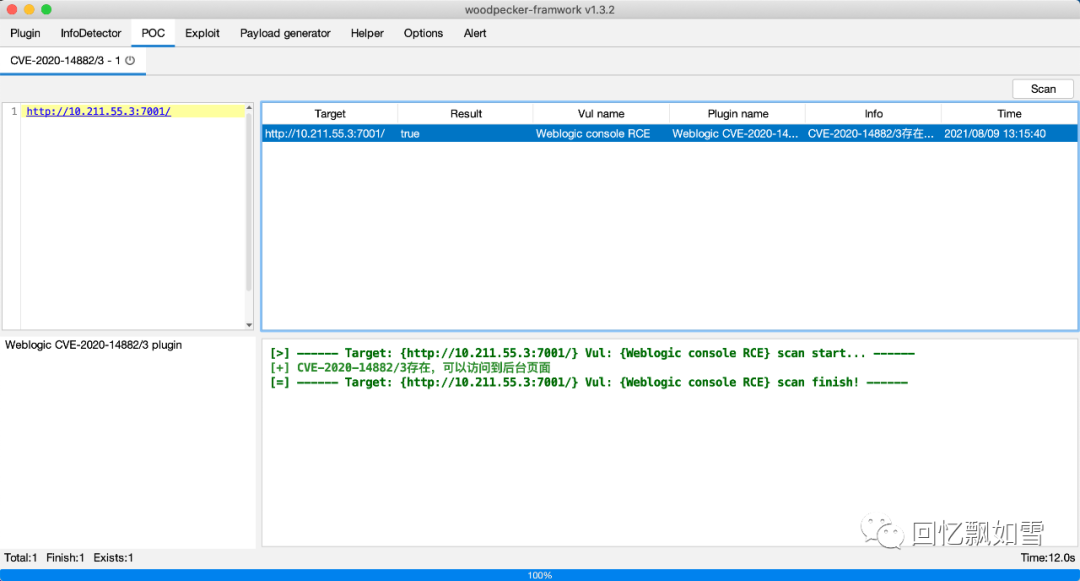 woodpecker-framwork v1.3.2
Plugin InfoDetector POC Exploit Payload generator Helper Options Alert
CVE-2020-14882/3 - 1
Scan
1 http://10.211.55.3:7001/
Target Result Vul name Plugin name Info Time
http://10.211.55.3:7001/ true Weblogic console RCE Weblogic CVE-2020-14... CVE-2020-14882/3存在... 2021/08/09 13:15:40
Weblogic CVE-2020-14882/3 plugin
[>] —————— Target: {http://10.211.55.3:7001/} Vul: {Weblogic console RCE} scan start... ——————
[+] CVE-2020-14882/3存在，可以访问到后台页面
[=] —————— Target: {http://10.211.55.3:7001/} Vul: {Weblogic console RCE} scan finish! ——————
回忆飘如雪
Total:1 Finish:1 Exists:1 Time:12.0s
100%